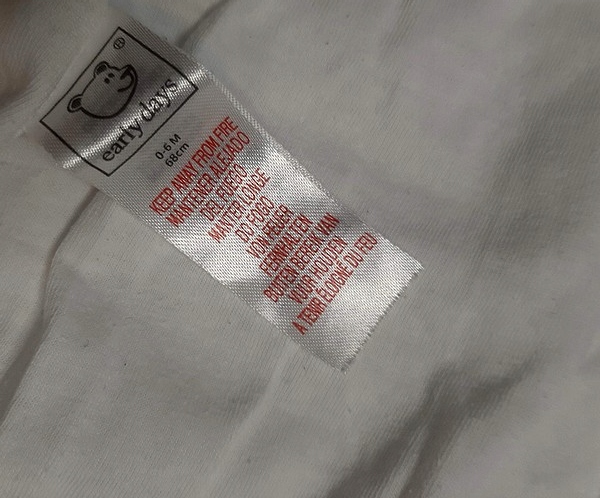 early days
0-6 M
68cm
KEEP AWAY FROM FIRE
MANTENER ALEJADO
DEL FUEGO
MANTER LONGE
DO FOGO
VON FEUER
FERNHALTEN
BUITEN BEREIK VAN
VUUR HOUDEN
A TENIR ÉLOIGNÉ DU FEU